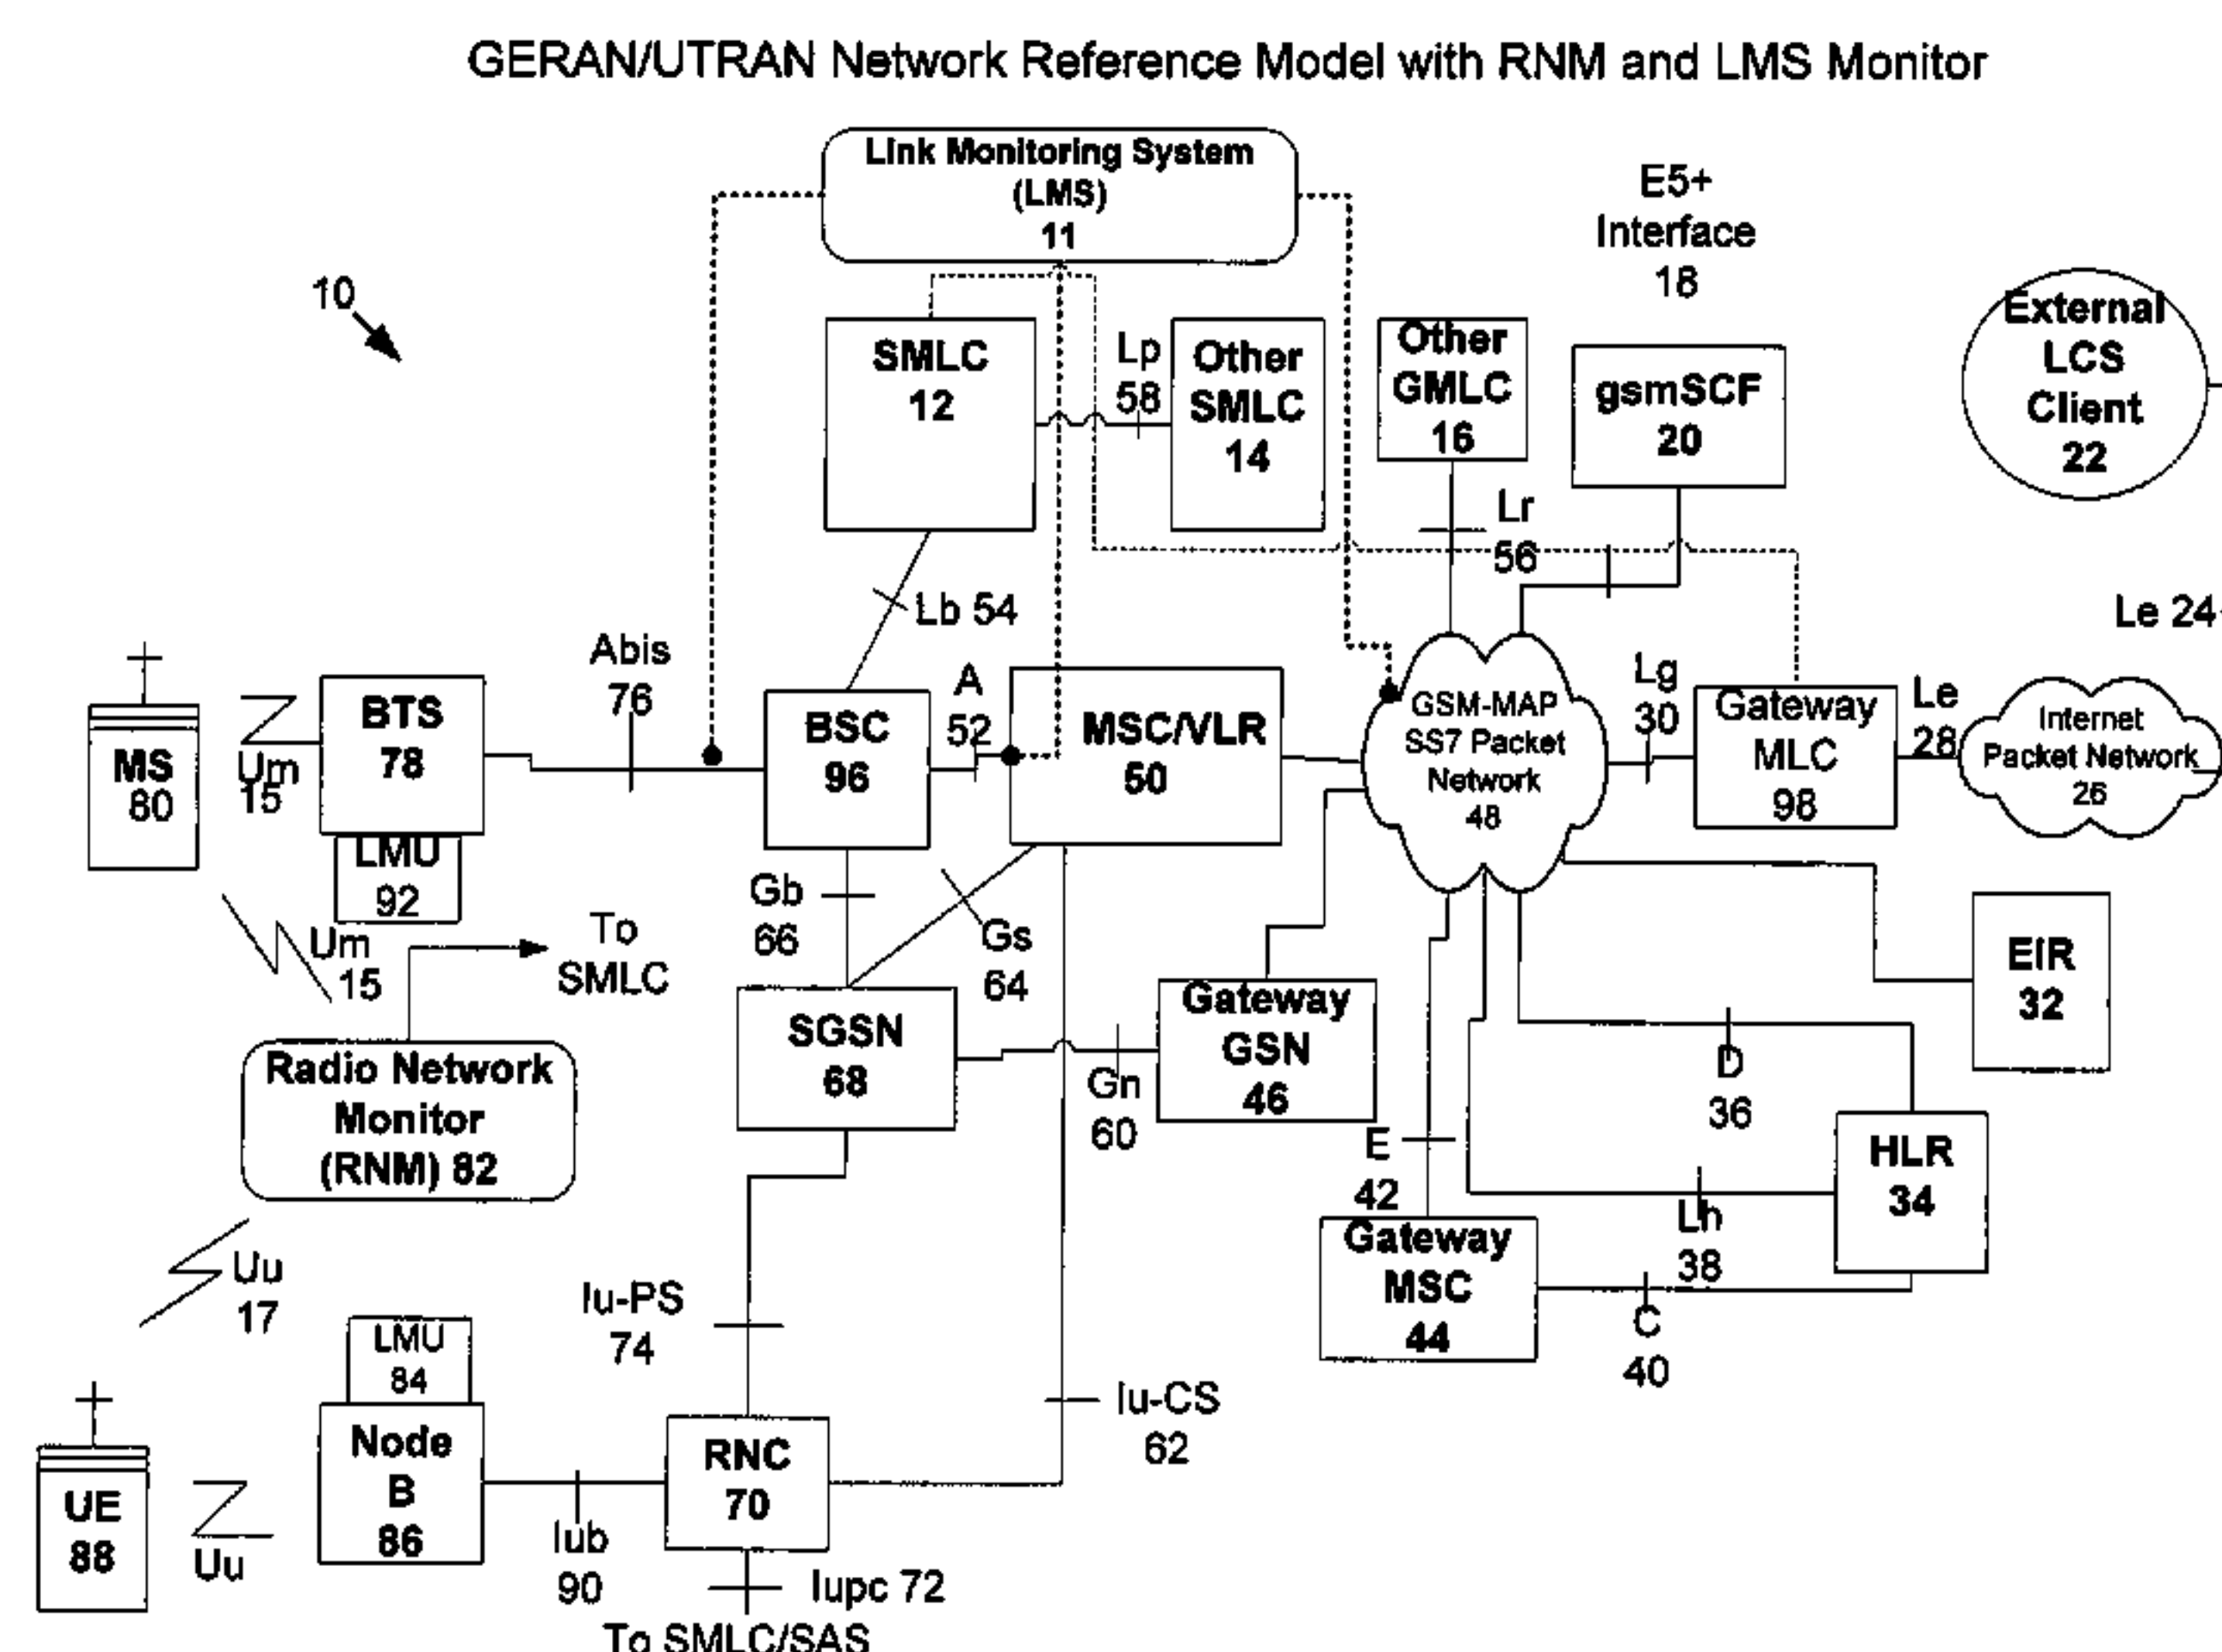 GERAN/UTRAN Network Reference Model with RNM and LMS Monitor
Link Monitoring System
(LMS)
11
E5+
Interface
18
10
SMLC
12
Lp
58
Other
SMLC
14
Other
GMLC
16
gsmSCF
20
External
LCS
Client
22
Lr
56
Lb 54
Le 24
Abis
76
A
52
Lg
30
Le
28
MS
80
Um
15
BTS
78
LMU
92
BSC
96
MSC/VLR
50
GSM-MAP
SS7 Packet
Network
48
Gateway
MLC
98
Internet
Packet Network
26
Gb
66
Gs
64
Um
15
To
SMLC
EIR
32
Radio Network
Monitor
(RNM) 82
SGSN
68
Gn
60
Gateway
GSN
46
D
36
E
42
HLR
34
Lh
38
Gateway
MSC
44
C
40
Uu
17
Iu-PS
74
Iu-CS
62
LMU
84
Node
B
86
UE
88
Uu
Iub
90
RNC
70
Iupc 72
To SMLC/SAS